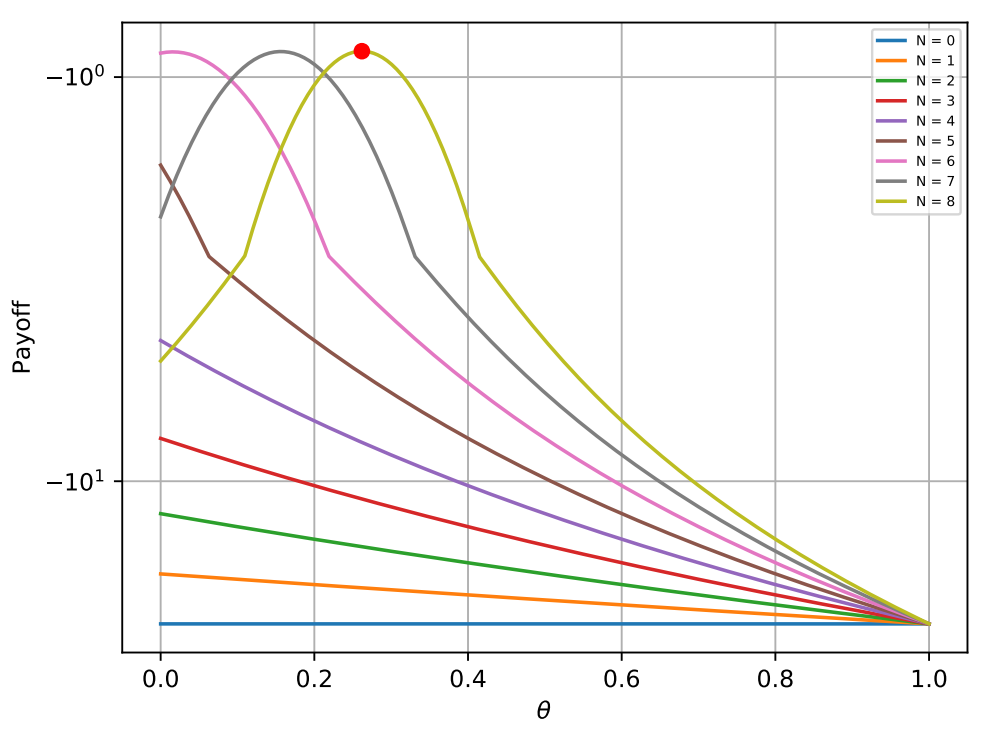 −10⁰
−10¹
Payoff
0.0 0.2 0.4 0.6 0.8 1.0
θ
N = 0
N = 1
N = 2
N = 3
N = 4
N = 5
N = 6
N = 7
N = 8